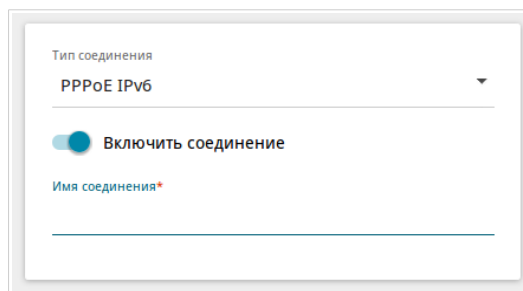 Тип соединения
PPPoE IPv6
Включить соединение
Имя соединения*